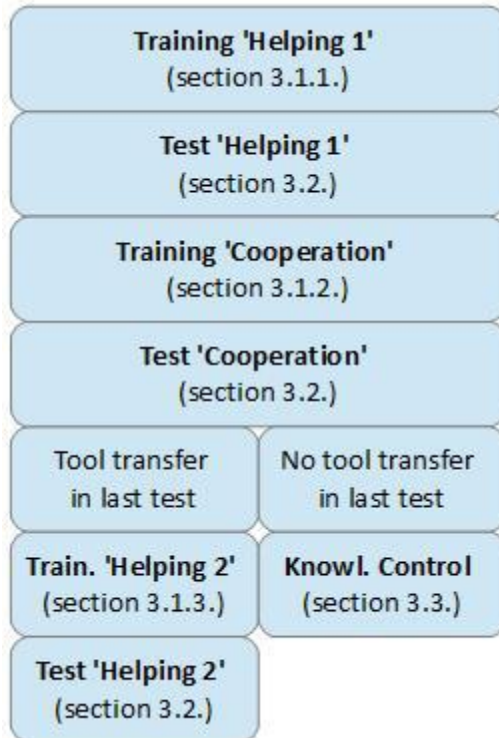 Training 'Helping 1'
(section 3.1.1.)
Test 'Helping 1'
(section 3.2.)
Training 'Cooperation'
(section 3.1.2.)
Test 'Cooperation'
(section 3.2.)
Tool transfer
in last test
No tool transfer
in last test
Train. 'Helping 2'
(section 3.1.3.)
Knowl. Control
(section 3.3.)
Test 'Helping 2'
(section 3.2.)